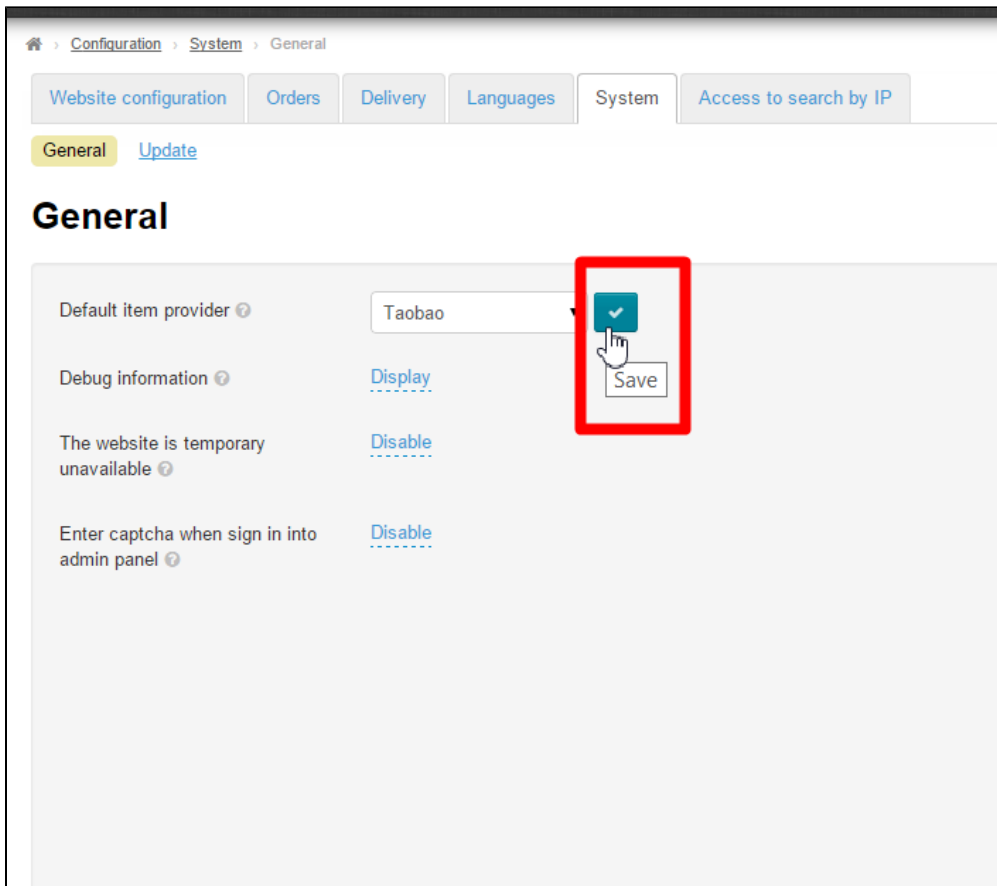 Configuration › System › General
Website configuration Orders Delivery Languages System Access to search by IP
General Update
General
Default item provider ?
Taobao
Debug information ?
Display
Save
The website is temporary
unavailable ?
Disable
Enter captcha when sign in into
admin panel ?
Disable